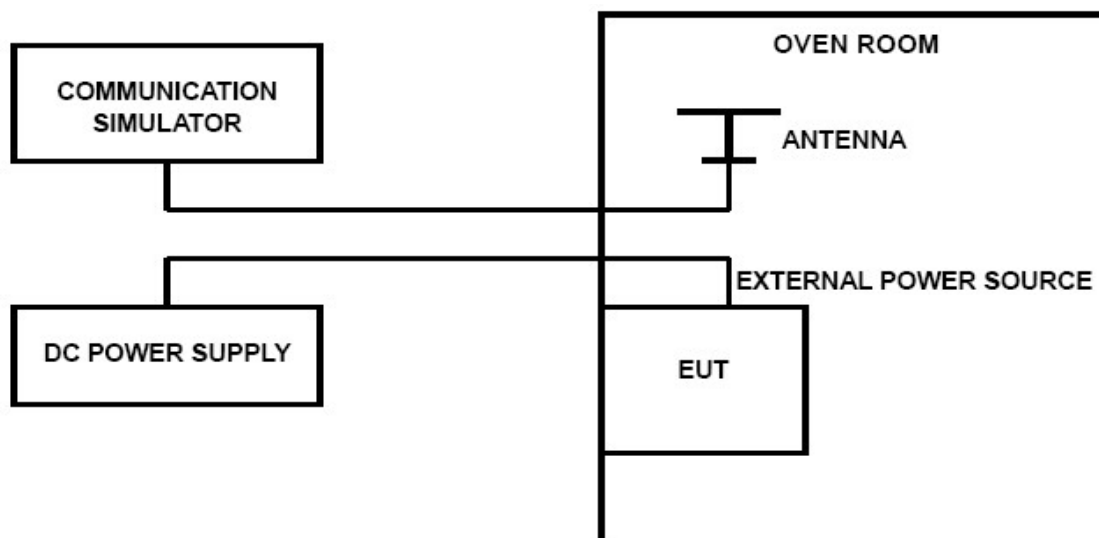 COMMUNICATION
SIMULATOR
OVEN ROOM
ANTENNA
EXTERNAL POWER SOURCE
DC POWER SUPPLY
EUT